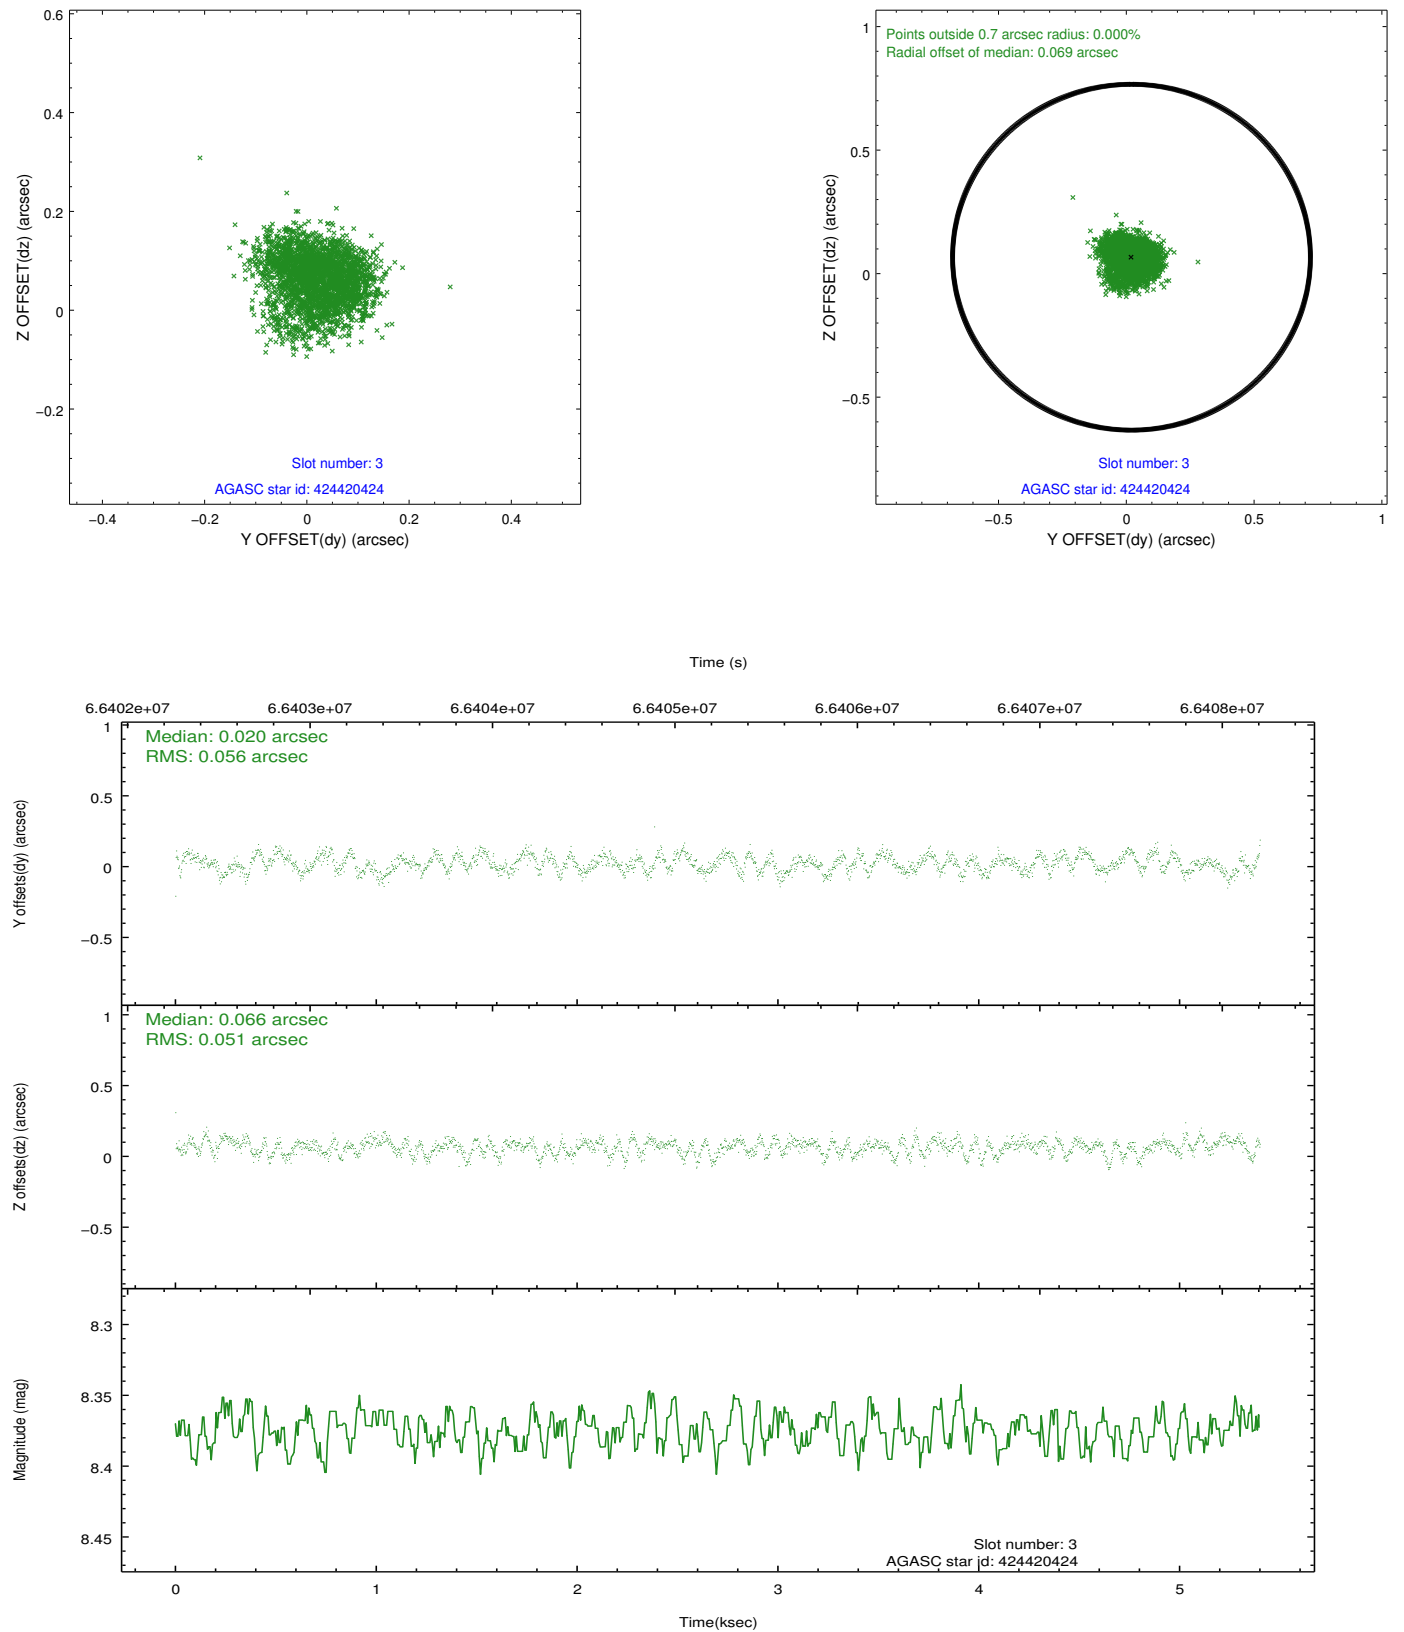 0.6
0.4
0.2
0
−0.2
Z OFFSET(dz) (arcsec)
Slot number: 3
AGASC star id: 424420424
−0.4 −0.2 0 0.2 0.4
Y OFFSET(dy) (arcsec)
Points outside 0.7 arcsec radius: 0.000%
Radial offset of median: 0.069 arcsec
1
0.5
0
−0.5
Z OFFSET(dz) (arcsec)
Slot number: 3
AGASC star id: 424420424
−0.5 0 0.5 1
Y OFFSET(dy) (arcsec)
Time (s)
6.6402e+07 6.6403e+07 6.6404e+07 6.6405e+07 6.6406e+07 6.6407e+07 6.6408e+07
Median: 0.020 arcsec
RMS: 0.056 arcsec
1
0.5
0
−0.5
Y offsets(dy) (arcsec)
Median: 0.066 arcsec
RMS: 0.051 arcsec
1
0.5
0
−0.5
Z offsets(dz) (arcsec)
8.3
8.35
8.4
8.45
Magnitude (mag)
Slot number: 3
AGASC star id: 424420424
0 1 2 3 4 5
Time(ksec)